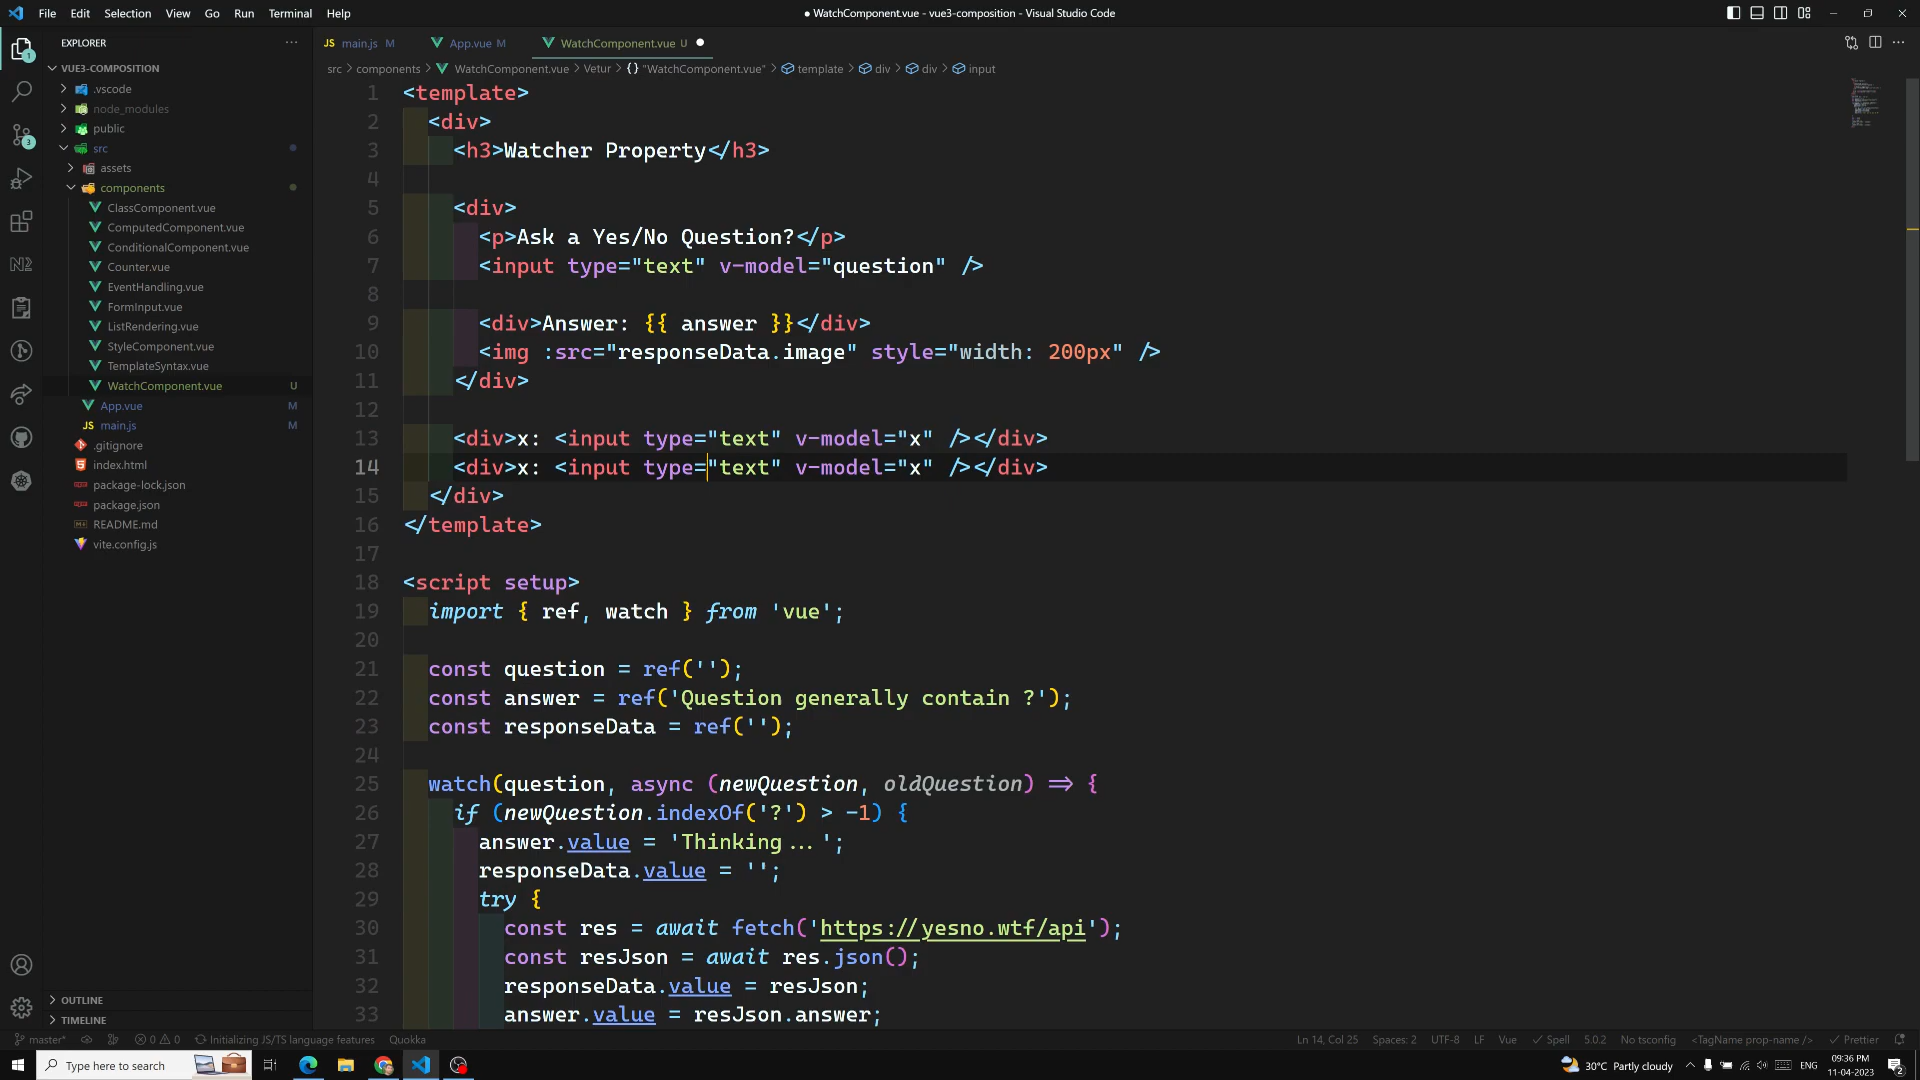 File Edit Selection View Go Run Terminal Help
● WatchComponent.vue - vue3-composition - Visual Studio Code
EXPLORER
VUE3-COMPOSITION
.vscode
node_modules
public
src
assets
components
ClassComponent.vue
ComputedComponent.vue
ConditionalComponent.vue
Counter.vue
EventHandling.vue
FormInput.vue
ListRendering.vue
StyleComponent.vue
TemplateSyntax.vue
WatchComponent.vue U
App.vue M
JS main.js M
.gitignore
index.html
package-lock.json
package.json
README.md
vite.config.js
OUTLINE
TIMELINE
JS main.js M App.vue M WatchComponent.vue U
src > components > WatchComponent.vue > Vetur > {} "WatchComponent.vue" > template > div > div > input
1 <template>
2 <div>
3 <h3>Watcher Property</h3>
4
5 <div>
6 <p>Ask a Yes/No Question?</p>
7 <input type="text" v-model="question" />
8
9 <div>Answer: {{ answer }}</div>
10 <img :src="responseData.image" style="width: 200px" />
11 </div>
12
13 <div>x: <input type="text" v-model="x" /></div>
14 <div>x: <input type="text" v-model="x" /></div>
15 </div>
16 </template>
17
18 <script setup>
19 import { ref, watch } from 'vue';
20
21 const question = ref('');
22 const answer = ref('Question generally contain ?');
23 const responseData = ref('');
24
25 watch(question, async (newQuestion, oldQuestion) => {
26 if (newQuestion.indexOf('?') > -1) {
27 answer.value = 'Thinking...';
28 responseData.value = '';
29 try {
30 const res = await fetch('https://yesno.wtf/api');
31 const resJson = await res.json();
32 responseData.value = resJson;
33 answer.value = resJson.answer;
master* 0 0 Initializing JS/TS language features Quokka
Ln 14, Col 25 Spaces: 2 UTF-8 LF Vue Spell 5.0.2 No tsconfig <TagName prop-name /> Prettier
Type here to search
30°C Partly cloudy ENG 09:36 PM
11-04-2023